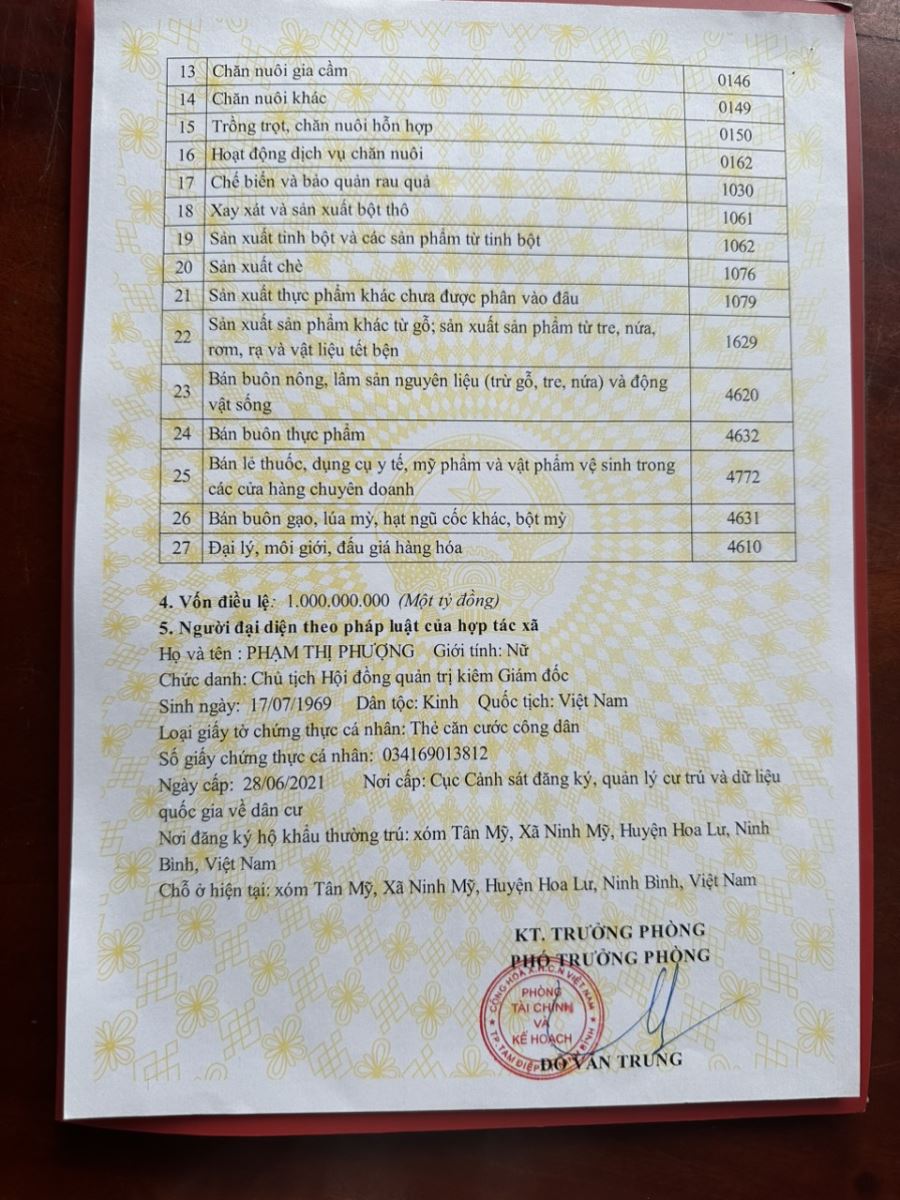 13 Chăn nuôi gia cầm 0146
14 Chăn nuôi khác 0149
15 Trồng trọt, chăn nuôi hỗn hợp 0150
16 Hoạt động dịch vụ chăn nuôi 0162
17 Chế biến và bảo quản rau quả 1030
18 Xay xát và sản xuất bột thô 1061
19 Sản xuất tinh bột và các sản phẩm từ tinh bột 1062
20 Sản xuất chè 1076
21 Sản xuất thực phẩm khác chưa được phân vào đâu 1079
22 Sản xuất sản phẩm khác từ gỗ; sản xuất sản phẩm từ tre, nứa, 1629
rơm, rạ và vật liệu tết bện
23 Bán buôn nông, lâm sản nguyên liệu (trừ gỗ, tre, nứa) và động 4620
vật sống
24 Bán buôn thực phẩm 4632
25 Bán lẻ thuốc, dụng cụ y tế, mỹ phẩm và vật phẩm vệ sinh trong 4772
các cửa hàng chuyên doanh
26 Bán buôn gạo, lúa mỳ, hạt ngũ cốc khác, bột mỳ 4631
27 Đại lý, môi giới, đấu giá hàng hóa 4610
4. Vốn điều lệ: 1.000.000.000 (Một tỷ đồng)
5. Người đại diện theo pháp luật của hợp tác xã
Họ và tên : PHẠM THỊ PHƯỢNG Giới tính: Nữ
Chức danh: Chủ tịch Hội đồng quản trị kiêm Giám đốc
Sinh ngày: 17/07/1969 Dân tộc: Kinh Quốc tịch: Việt Nam
Loại giấy tờ chứng thực cá nhân: Thẻ căn cước công dân
Số giấy chứng thực cá nhân: 034169013812
Ngày cấp: 28/06/2021 Nơi cấp: Cục Cảnh sát đăng ký, quản lý cư trú và dữ liệu
quốc gia về dân cư
Nơi đăng ký hộ khẩu thường trú: xóm Tân Mỹ, Xã Ninh Mỹ, Huyện Hoa Lư, Ninh
Bình, Việt Nam
Chỗ ở hiện tại: xóm Tân Mỹ, Xã Ninh Mỹ, Huyện Hoa Lư, Ninh Bình, Việt Nam
KT. TRƯỞNG PHÒNG
PHÓ TRƯỞNG PHÒNG
CỘNG HOÀ X.H.C.N VIỆT NAM
PHÒNG
TÀI CHÍNH
VÀ
KẾ HOẠCH
TP. TAM ĐIỆP BÌNH
ĐỖ VĂN TRUNG